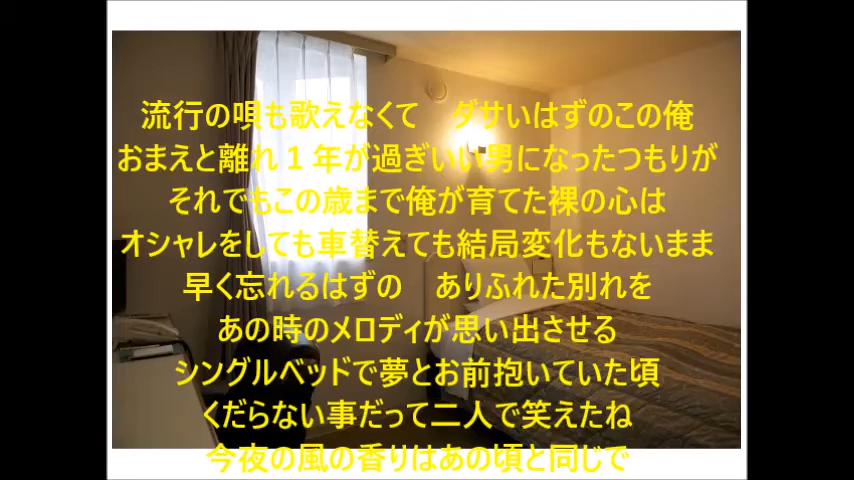 流行の唄も歌えなくて　ダサいはずのこの俺
おまえと離れ１年が過ぎいい男になったつもりが
それでもこの歳まで俺が育てた裸の心は
オシャレをしても車替えても結局変化もないまま
早く忘れるはずの　ありふれた別れを
あの時のメロディが思い出させる
シングルベッドで夢とお前抱いていた頃
くだらない事だって二人で笑えたね
今夜の風の香りはあの頃と同じで